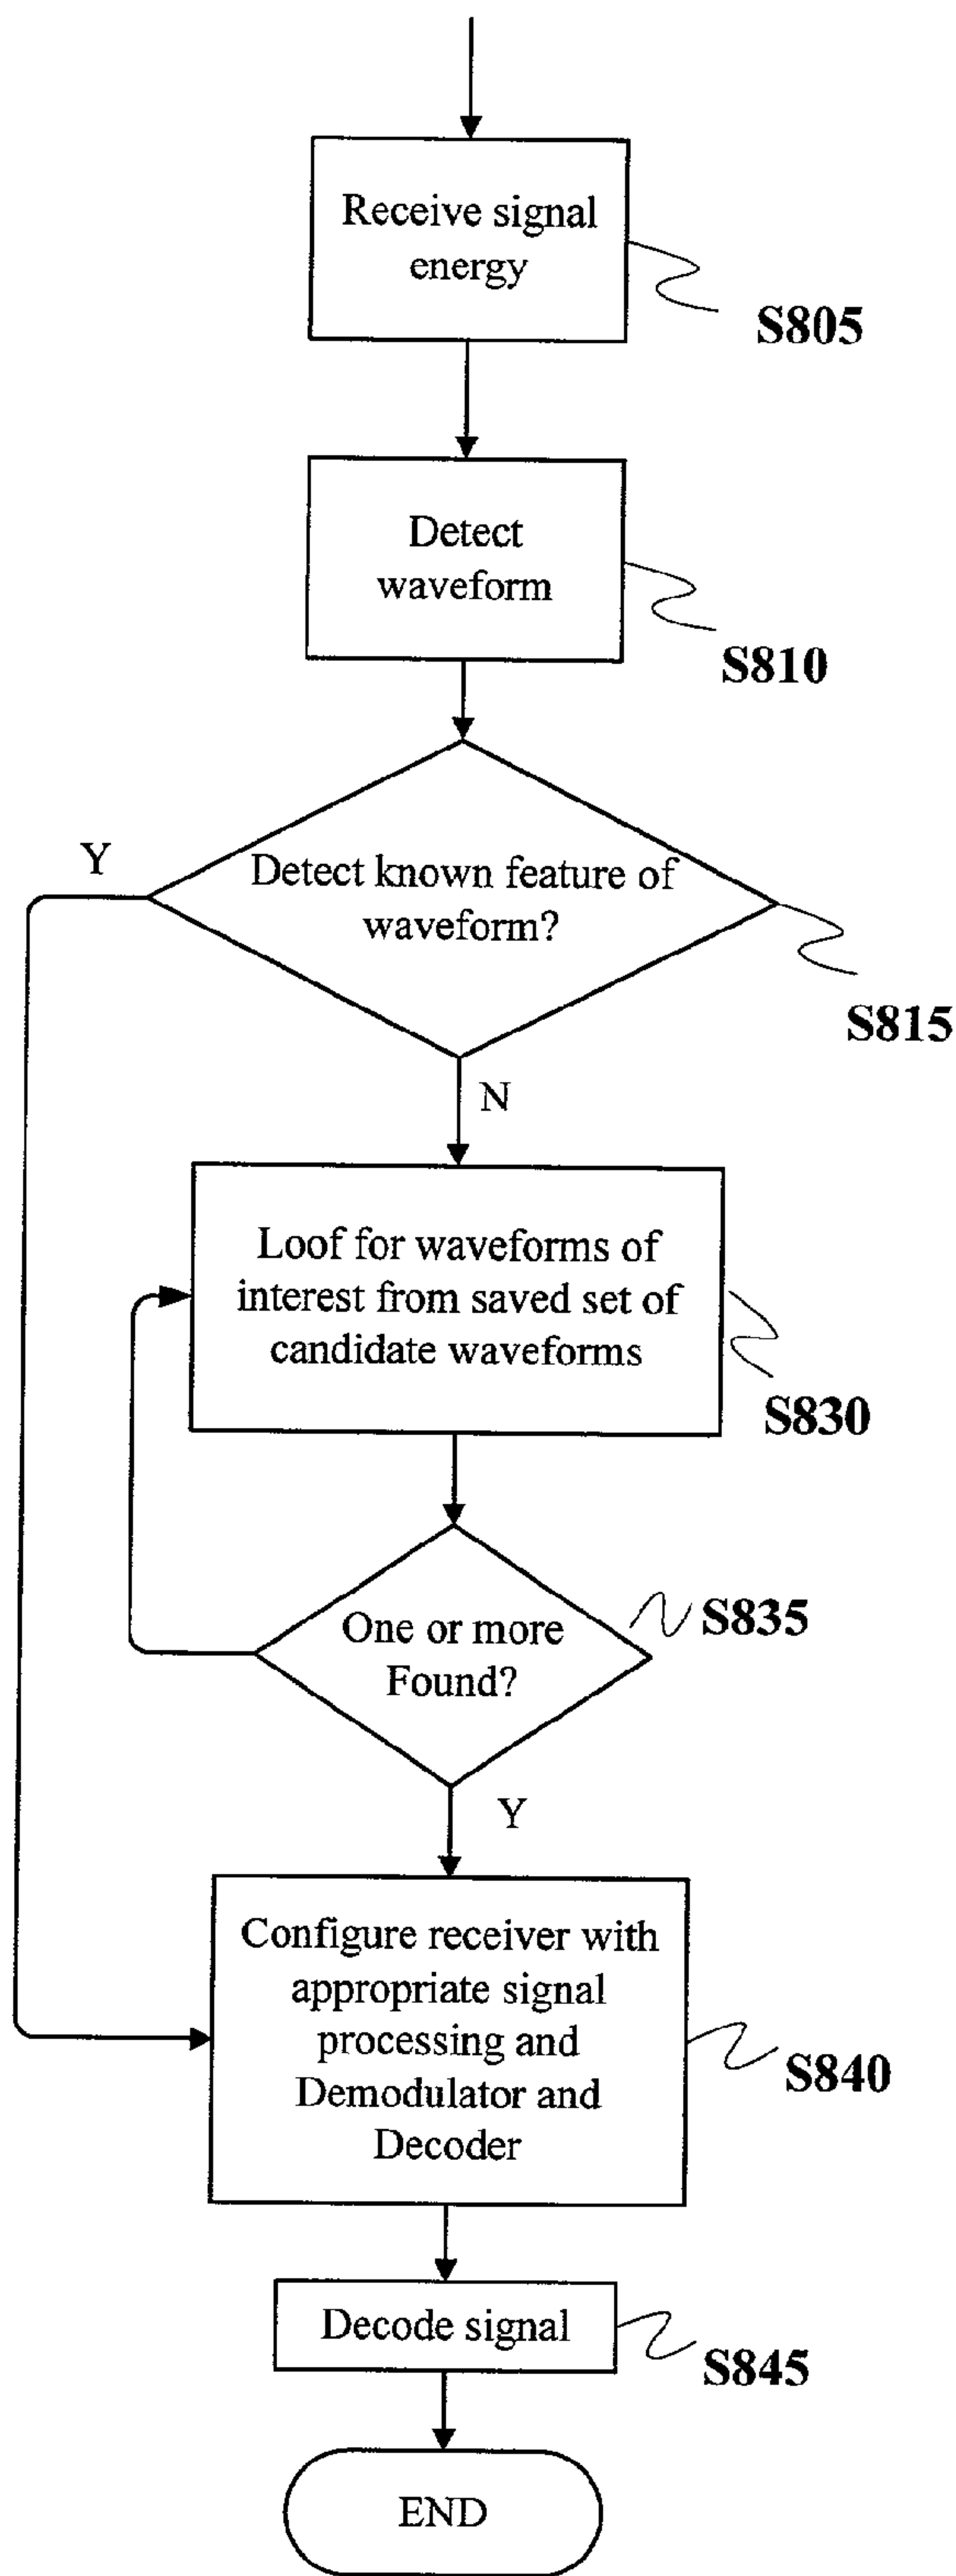 Receive signal
energy
S805
Detect
waveform
S810
Y
Detect known feature of
waveform?
S815
N
Loof for waveforms of
interest from saved set of
candidate waveforms
S830
One or more
Found?
S835
Y
Configure receiver with
appropriate signal
processing and
Demodulator and
Decoder
S840
Decode signal
S845
END